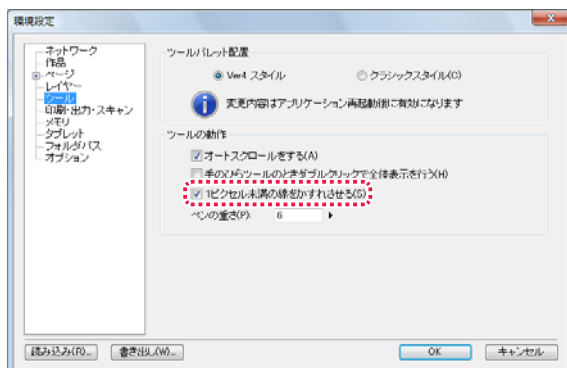 環境設定
ネットワーク
作品
ページ
レイヤー
ツール
印刷・出力・スキャン
メモリ
タブレット
フォルダパス
オプション
ツールパレット配置
Ver4 スタイル
クラシックスタイル(C)
変更内容はアプリケーション再起動後に有効になります
ツールの動作
オートスクロールをする(A)
手のひらツールのときダブルクリックで全体表示を行う(H)
1ピクセル未満の線をかすれさせる(S)
ペンの重さ(P):
6
読み込み(R)...
書き出し(W)...
OK
キャンセル